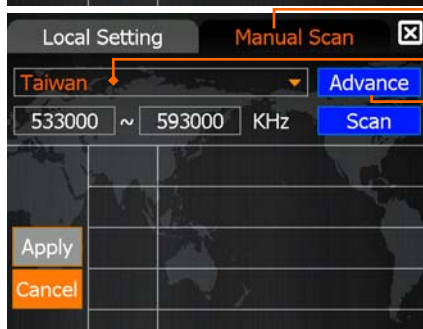 Local Setting Manual Scan
Taiwan Advance
533000 ~ 593000 KHz Scan
Apply
Cancel